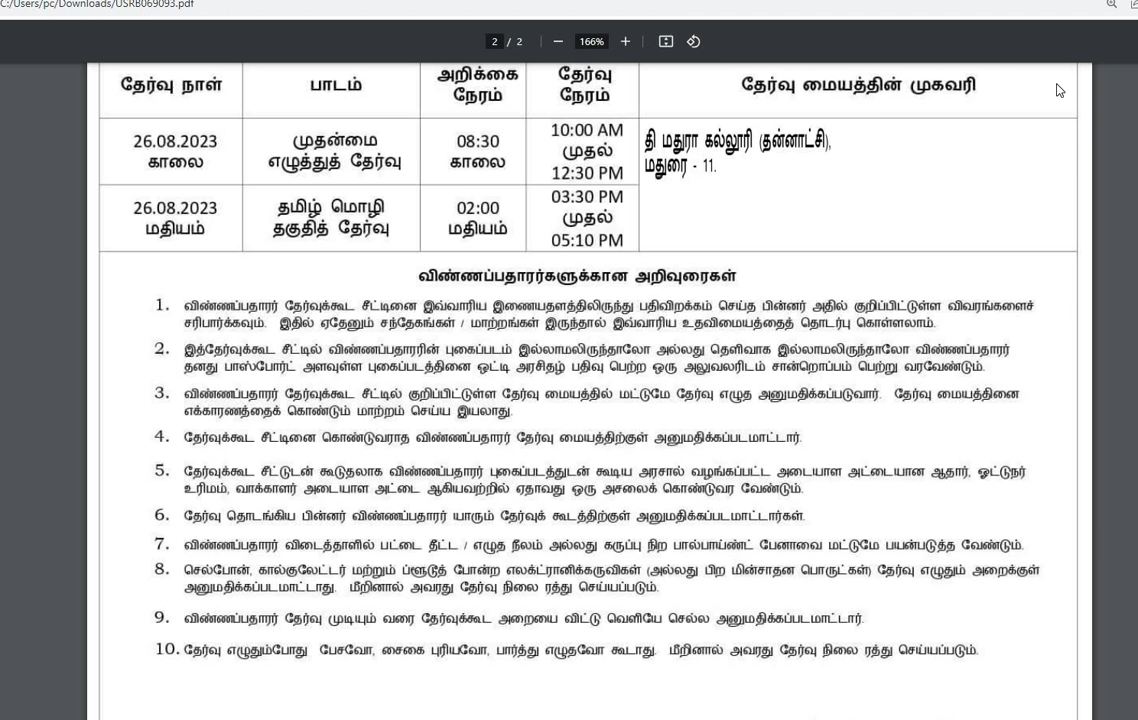 C:/Users/pc/Downloads/USRB069093.pdf
2 / 2 166%
தேர்வு நாள் பாடம் அறிக்கை நேரம் தேர்வு நேரம் தேர்வு மையத்தின் முகவரி
26.08.2023 காலை முதன்மை எழுத்துத் தேர்வு 08:30 காலை 10:00 AM முதல் 12:30 PM தி மதுரா கல்லூரி (தன்னாட்சி), மதுரை - 11.
26.08.2023 மதியம் தமிழ் மொழி தகுதித் தேர்வு 02:00 மதியம் 03:30 PM முதல் 05:10 PM
விண்ணப்பதாரர்களுக்கான அறிவுரைகள்
1. விண்ணப்பதாரர் தேர்வுக்கூட சீட்டினை இவ்வாரிய இணையதளத்திலிருந்து பதிவிறக்கம் செய்த பின்னர் அதில் குறிப்பிட்டுள்ள விவரங்களைச்
சரிபார்க்கவும். இதில் ஏதேனும் சந்தேகங்கள் / மாற்றங்கள் இருந்தால் இவ்வாரிய உதவிமையத்தைத் தொடர்பு கொள்ளலாம்.
2. இத்தேர்வுக்கூட சீட்டில் விண்ணப்பதாரரின் புகைப்படம் இல்லாமலிருந்தாலோ அல்லது தெளிவாக இல்லாமலிருந்தாலோ விண்ணப்பதாரர்
தனது பாஸ்போர்ட் அளவுள்ள புகைப்படத்தினை ஒட்டி அரசிதழ் பதிவு பெற்ற ஒரு அலுவலரிடம் சான்றொப்பம் பெற்று வரவேண்டும்.
3. விண்ணப்பதாரர் தேர்வுக்கூட சீட்டில் குறிப்பிட்டுள்ள தேர்வு மையத்தில் மட்டுமே தேர்வு எழுத அனுமதிக்கப்படுவார். தேர்வு மையத்தினை
எக்காரணத்தைக் கொண்டும் மாற்றம் செய்ய இயலாது.
4. தேர்வுக்கூட சீட்டினை கொண்டுவராத விண்ணப்பதாரர் தேர்வு மையத்திற்குள் அனுமதிக்கப்படமாட்டார்.
5. தேர்வுக்கூட சீட்டுடன் கூடுதலாக விண்ணப்பதாரர் புகைப்படத்துடன் கூடிய அரசால் வழங்கப்பட்ட அடையாள அட்டையான ஆதார், ஓட்டுநர்
உரிமம், வாக்காளர் அடையாள அட்டை ஆகியவற்றில் ஏதாவது ஒரு அசலைக் கொண்டுவர வேண்டும்.
6. தேர்வு தொடங்கிய பின்னர் விண்ணப்பதாரர் யாரும் தேர்வுக் கூடத்திற்குள் அனுமதிக்கப்படமாட்டார்கள்.
7. விண்ணப்பதாரர் விடைத்தாளில் பட்டை தீட்ட / எழுத நீலம் அல்லது கருப்பு நிற பால்பாய்ண்ட் பேனாவை மட்டுமே பயன்படுத்த வேண்டும்.
8. செல்போன், கால்குலேட்டர் மற்றும் ப்ளூடூத் போன்ற எலக்ட்ரானிக்கருவிகள் (அல்லது பிற மின்சாதன பொருட்கள்) தேர்வு எழுதும் அறைக்குள்
அனுமதிக்கப்படமாட்டாது. மீறினால் அவரது தேர்வு நிலை ரத்து செய்யப்படும்.
9. விண்ணப்பதாரர் தேர்வு முடியும் வரை தேர்வுக்கூட அறையை விட்டு வெளியே செல்ல அனுமதிக்கப்படமாட்டார்.
10. தேர்வு எழுதும்போது பேசவோ, சைகை புரியவோ, பார்த்து எழுதவோ கூடாது. மீறினால் அவரது தேர்வு நிலை ரத்து செய்யப்படும்.